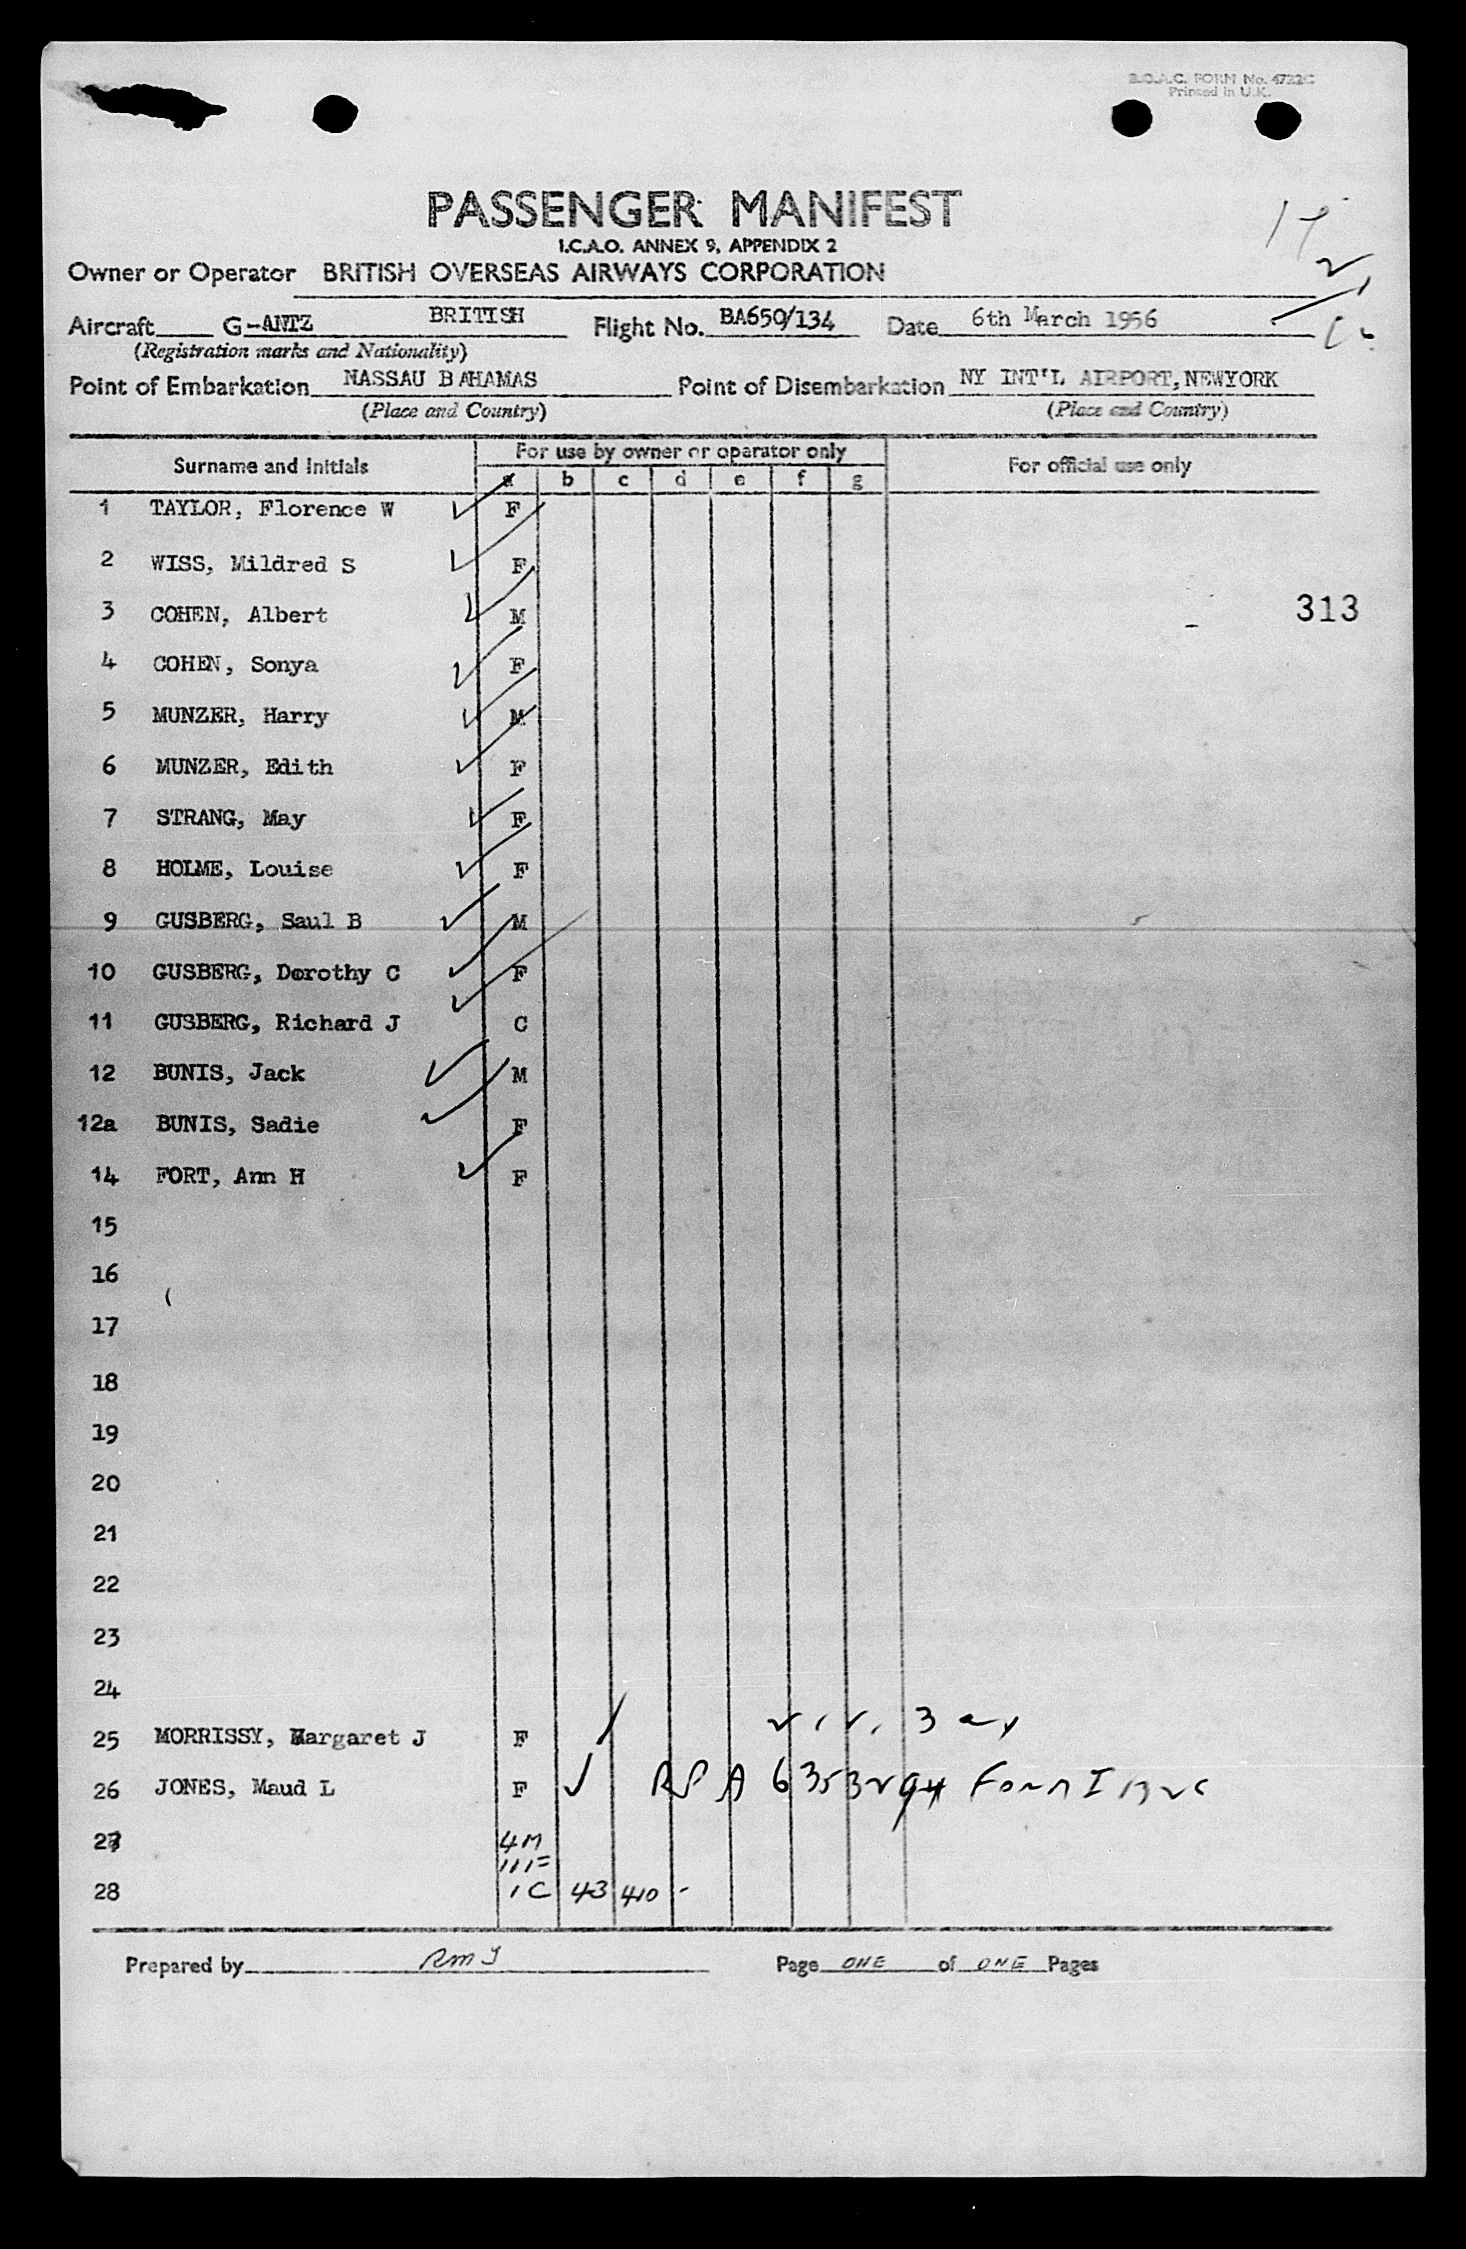 B.O.A.C. FORM No. 4722C
Printed in U.K.
PASSENGER MANIFEST
I.C.A.O. ANNEX 9, APPENDIX 2
Owner or Operator BRITISH OVERSEAS AIRWAYS CORPORATION
Aircraft G-ANTZ BRITISH Flight No. BA650/134 Date 6th March 1956
(Registration marks and Nationality)
Point of Embarkation NASSAU BAHAMAS Point of Disembarkation NY INT'L AIRPORT, NEWYORK
(Place and Country) (Place and Country)
Surname and Initials For use by owner or operator only For official use only
a b c d e f g
1 TAYLOR, Florence W F
2 WISS, Mildred S F
3 COHEN, Albert M 313
4 COHEN, Sonya F
5 MUNZER, Harry M
6 MUNZER, Edith F
7 STRANG, May F
8 HOLME, Louise F
9 GUSBERG, Saul B M
10 GUSBERG, Dorothy C F
11 GUSBERG, Richard J C
12 BUNIS, Jack M
12a BUNIS, Sadie F
14 FORT, Ann H F
15
16
17
18
19
20
21
22
23
24
25 MORRISSY, Margaret J F
26 JONES, Maud L F Form I
27 4M
11F
28 1C 43 410 -
Prepared by RMJ Page ONE of ONE Pages